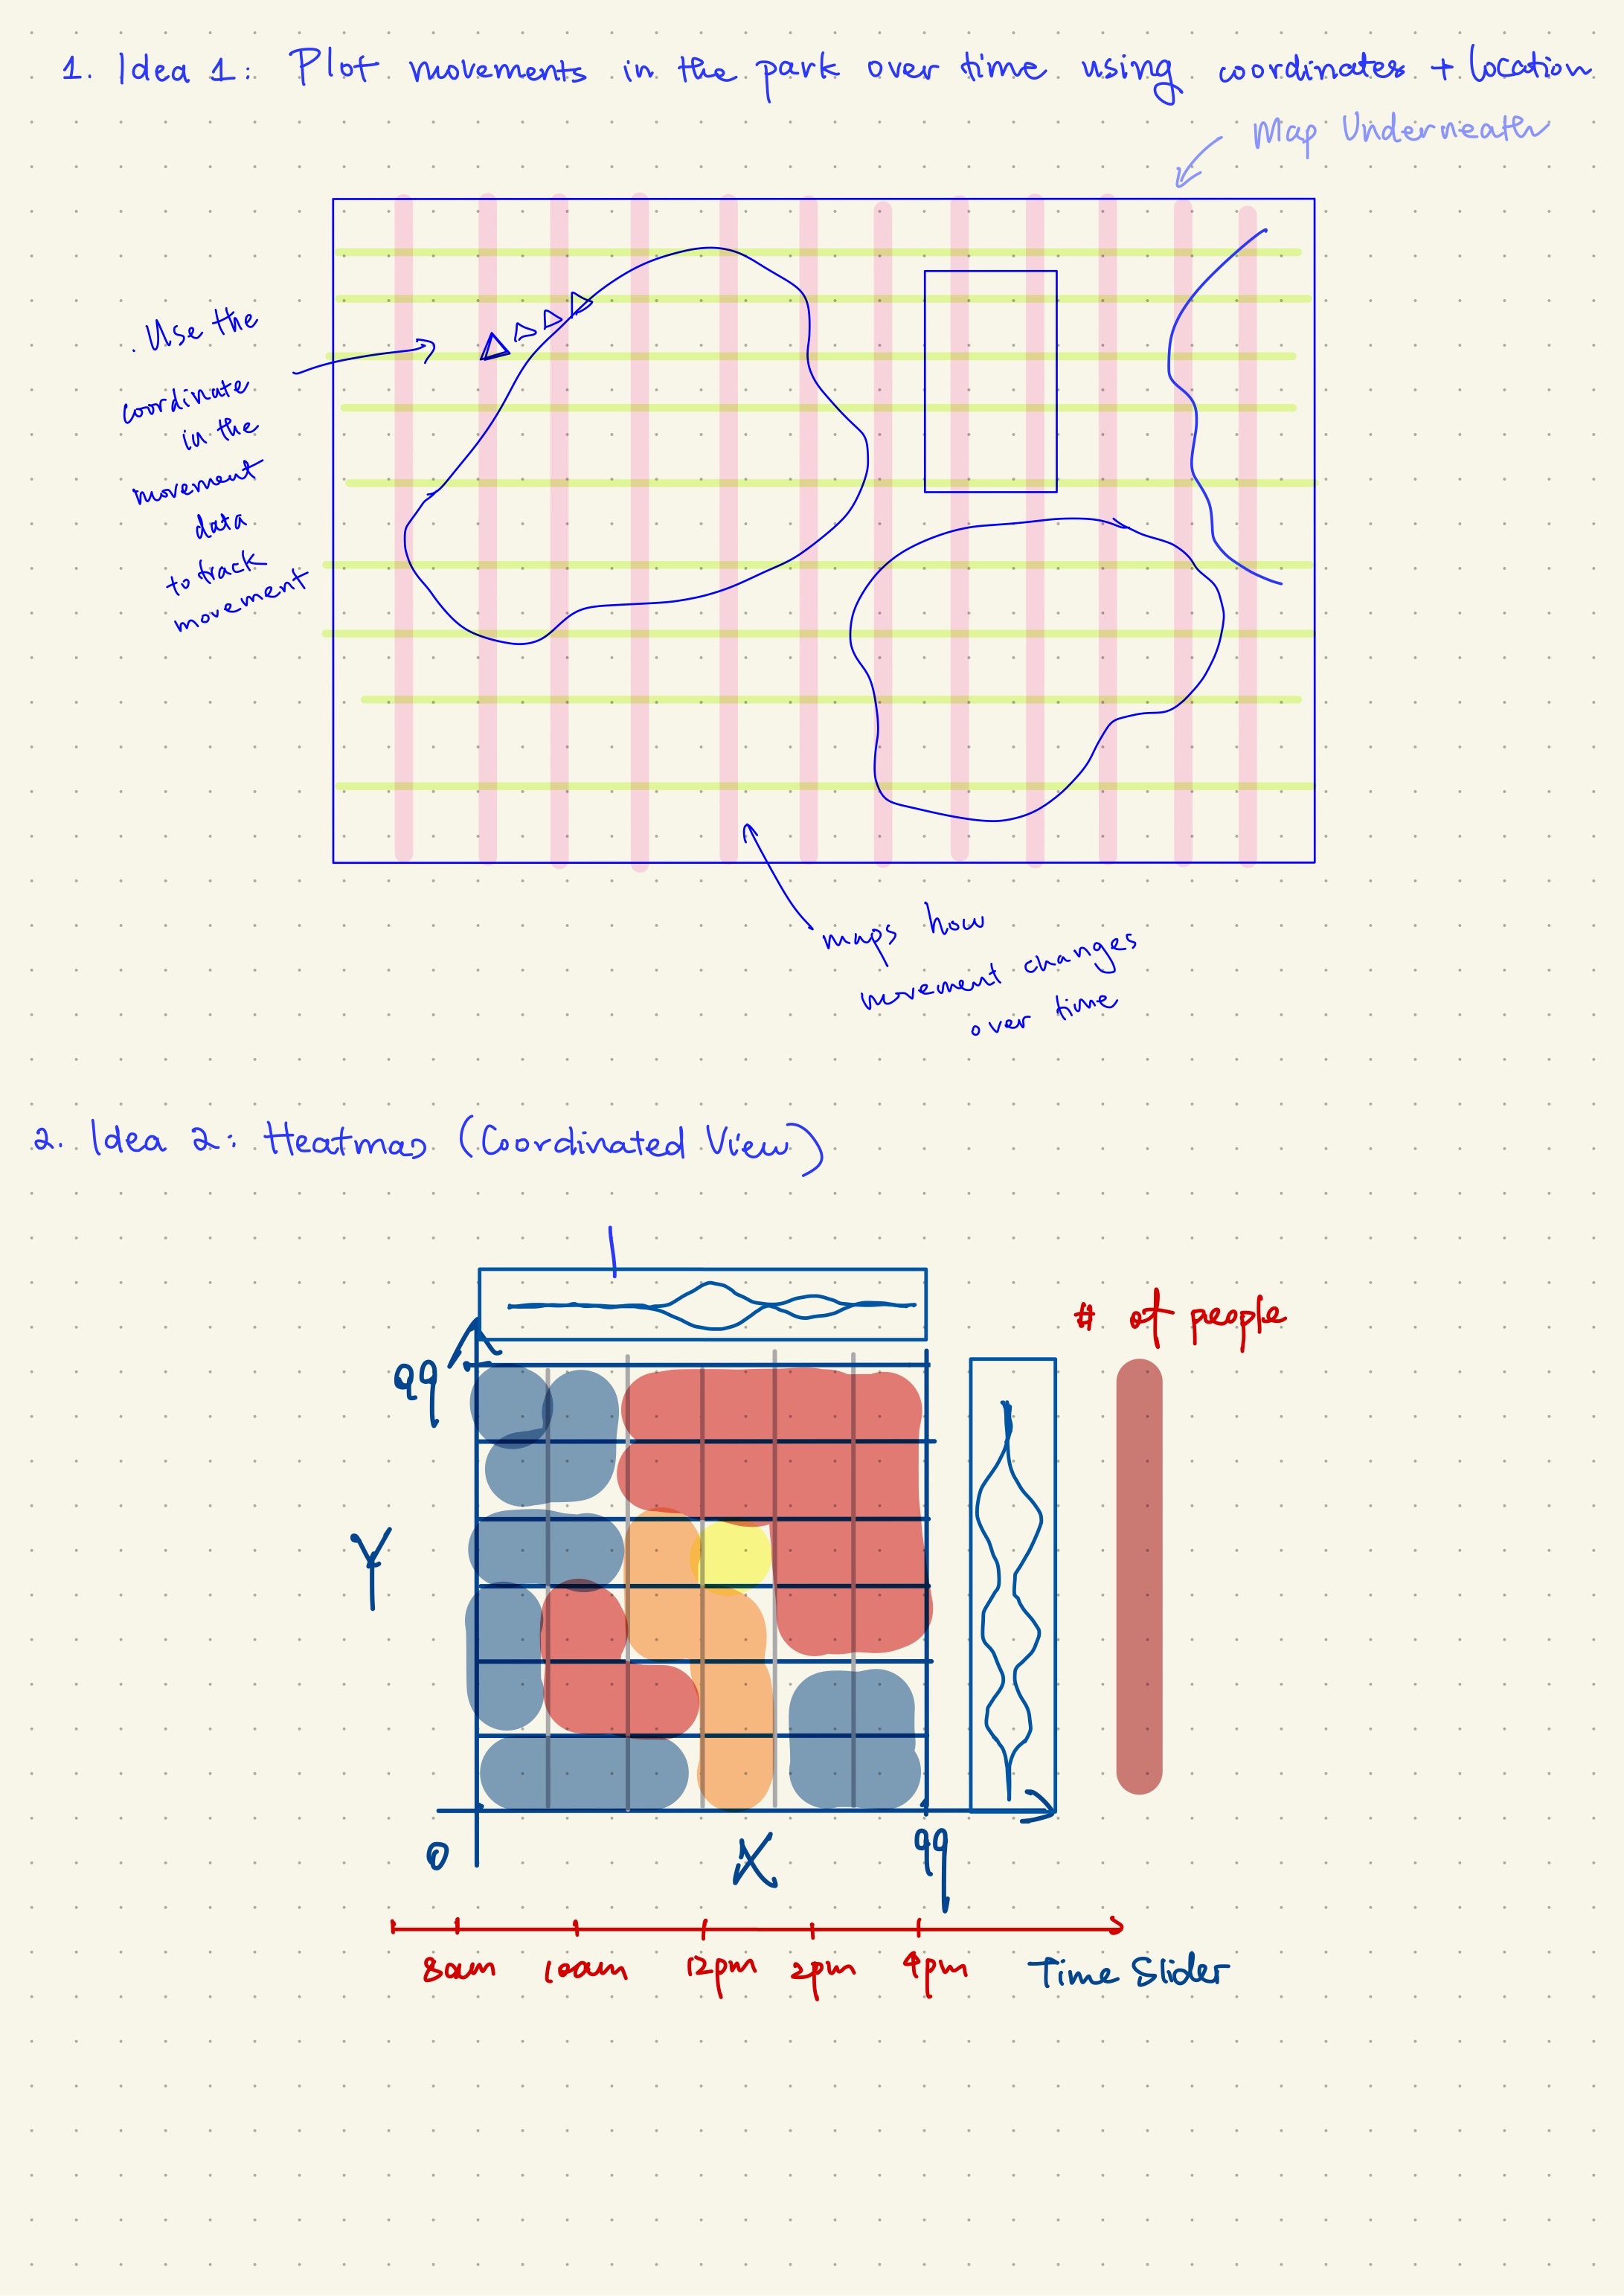 1. Idea 1: Plot movements in the park over time using coordinates + location
Map Underneath
. Use the
coordinate
in the
movement
data
to track
movement
maps how
movement changes
over time
2. Idea 2: Heatmap (Coordinated View)
# of people
99
Y
0
X
99
8am 10am 12pm 2pm 4pm
Time Slider